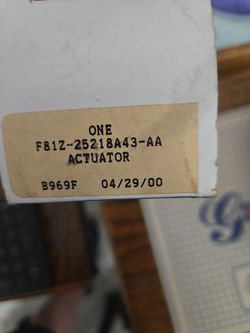 ONE
F81Z-25218A43-AA
ACTUATOR
B969F 04/29/00